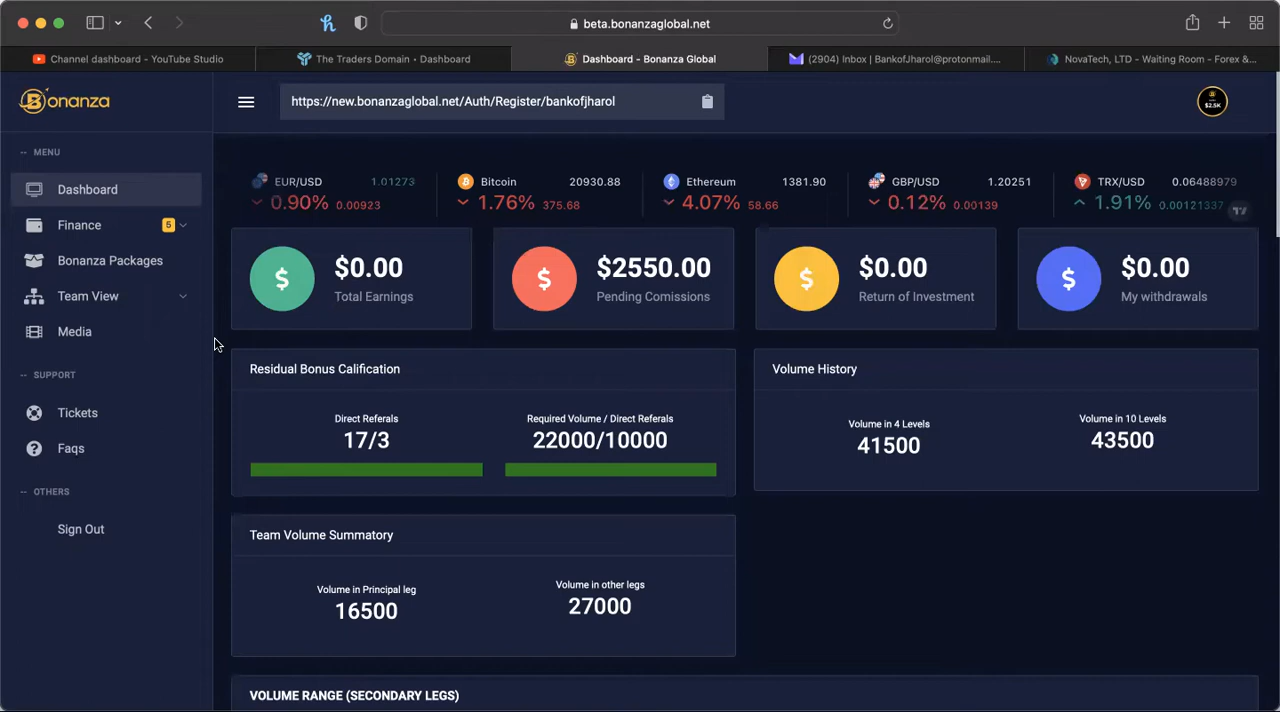 beta.bonanzaglobal.net
Channel dashboard - YouTube Studio
The Traders Domain • Dashboard
Dashboard - Bonanza Global
(2904) Inbox | BankofJharol@protonmail....
NovaTech, LTD - Waiting Room - Forex &...
Bonanza
https://new.bonanzaglobal.net/Auth/Register/bankofjharol
$2.5K
-- MENU
Dashboard
Finance 5
Bonanza Packages
Team View
Media
-- SUPPORT
Tickets
Faqs
-- OTHERS
Sign Out
EUR/USD 1.01273
0.90% 0.00923
Bitcoin 20930.88
1.76% 375.68
Ethereum 1381.90
4.07% 58.66
GBP/USD 1.20251
0.12% 0.00139
TRX/USD 0.06488979
1.91% 0.00121337
$ $0.00
Total Earnings
$ $2550.00
Pending Comissions
$ $0.00
Return of Investment
$ $0.00
My withdrawals
Residual Bonus Calification
Direct Referals
17/3
Required Volume / Direct Referals
22000/10000
Volume History
Volume in 4 Levels
41500
Volume in 10 Levels
43500
Team Volume Summatory
Volume in Principal leg
16500
Volume in other legs
27000
VOLUME RANGE (SECONDARY LEGS)